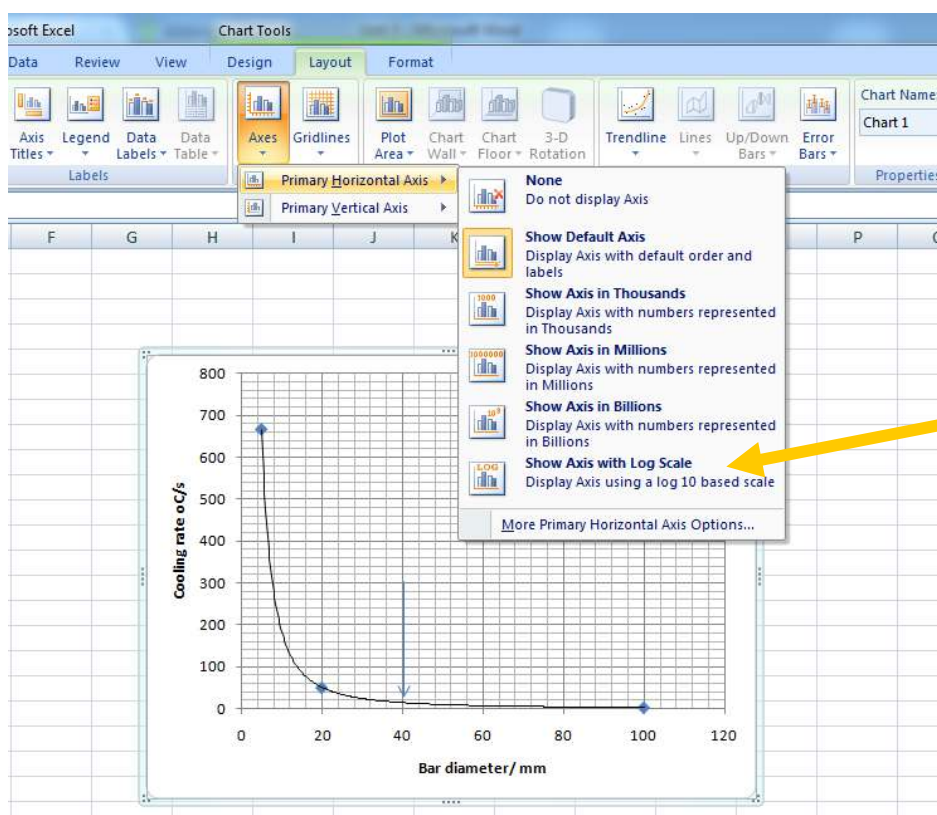 osoft Excel Chart Tools
Data Review View Design Layout Format
Axis Titles Legend Data Labels Data Table Axes Gridlines Plot Area Chart Wall Chart Floor 3-D Rotation Trendline Lines Up/Down Bars Error Bars
Chart Name:
Chart 1
Labels
Properties
Primary Horizontal Axis
Primary Vertical Axis
None
Do not display Axis
Show Default Axis
Display Axis with default order and
labels
1000
Show Axis in Thousands
Display Axis with numbers represented
in Thousands
1000000
Show Axis in Millions
Display Axis with numbers represented
in Millions
10⁹
Show Axis in Billions
Display Axis with numbers represented
in Billions
LOG
Show Axis with Log Scale
Display Axis using a log 10 based scale
More Primary Horizontal Axis Options...
F G H I J K P
800
700
600
500
400
300
200
100
0
Cooling rate oC/s
0 20 40 60 80 100 120
Bar diameter/ mm